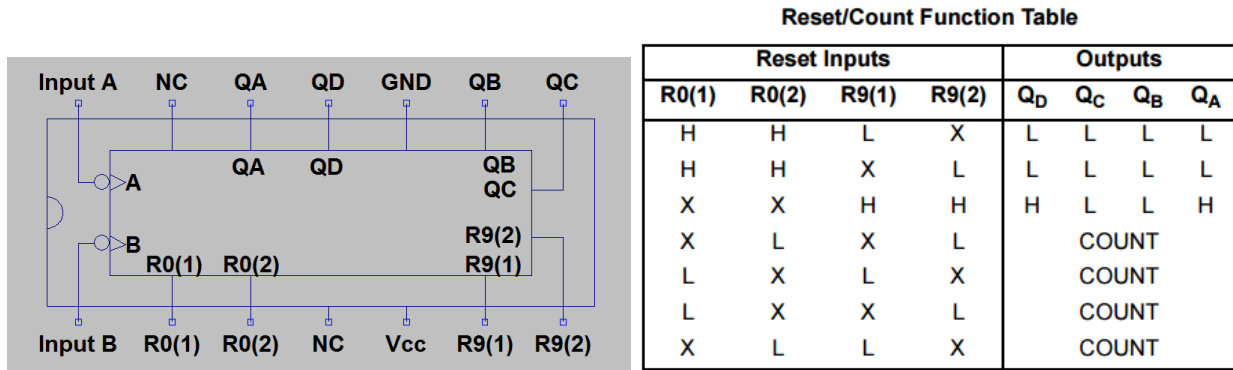 Input A NC QA QD GND QB QC
QA QD QB
A QC
B R9(2)
R0(1) R0(2) R9(1)
Input B R0(1) R0(2) NC Vcc R9(1) R9(2)
Reset/Count Function Table
Reset Inputs Outputs
R0(1) R0(2) R9(1) R9(2) QD QC QB QA
H H L X L L L L
H H X L L L L L
X X H H H L L H
X L X L COUNT
L X L X COUNT
L X X L COUNT
X L L X COUNT